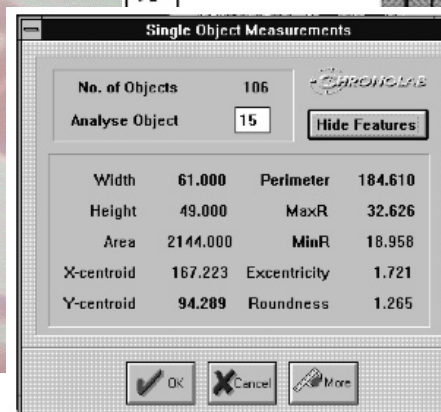 Single Object Measurements
No. of Objects 106
CHRONOLAB
Analyse Object 15
Hide Features
Width 61.000 Perimeter 184.610
Height 49.000 MaxR 32.626
Area 2144.000 MinR 18.958
X-centroid 167.223 Excentricity 1.721
Y-centroid 94.289 Roundness 1.265
OK Cancel More